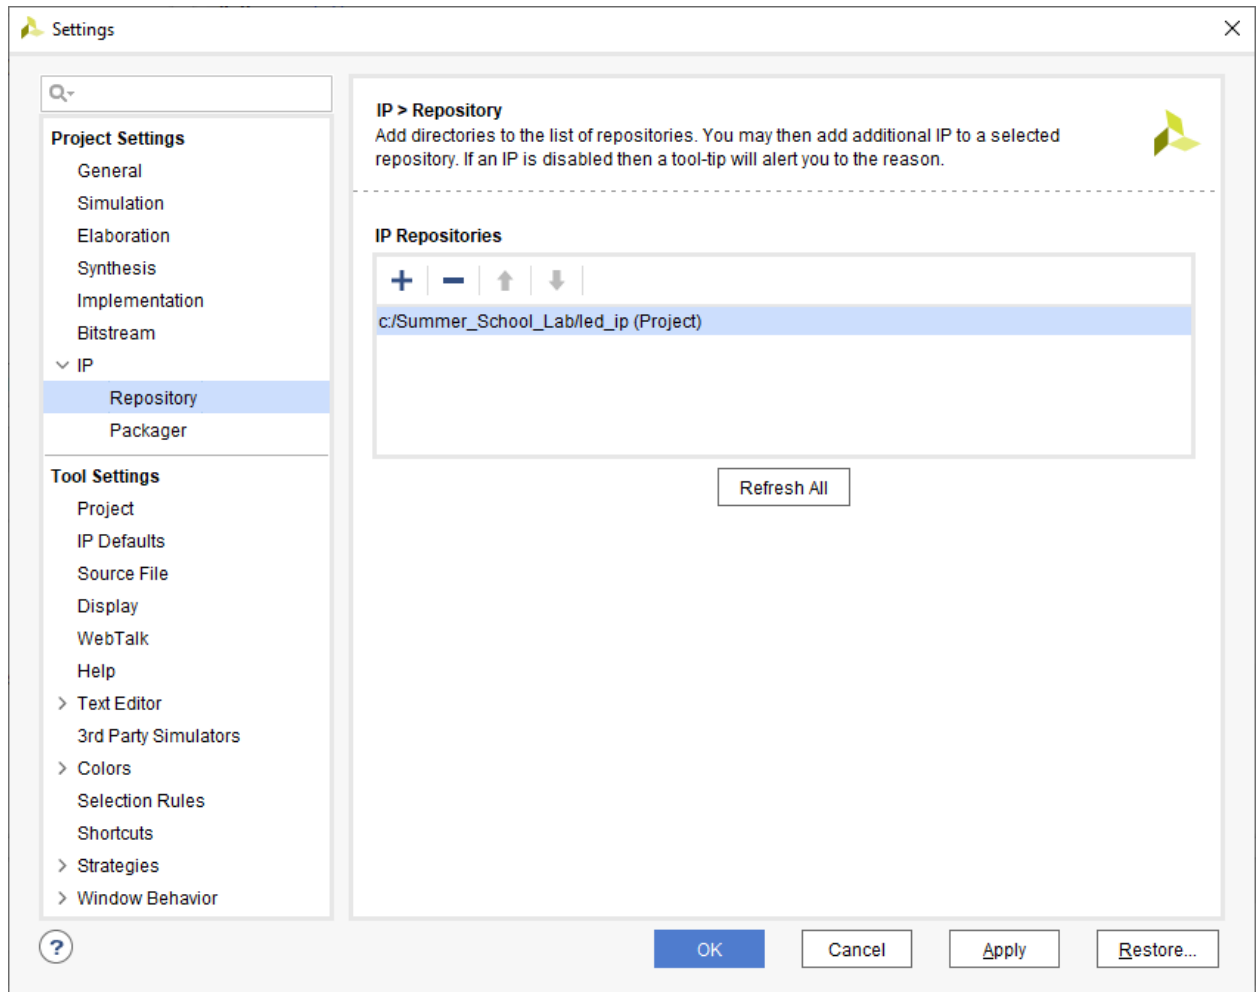 Settings
Project Settings
General
Simulation
Elaboration
Synthesis
Implementation
Bitstream
IP
Repository
Packager
Tool Settings
Project
IP Defaults
Source File
Display
WebTalk
Help
Text Editor
3rd Party Simulators
Colors
Selection Rules
Shortcuts
Strategies
Window Behavior
IP > Repository
Add directories to the list of repositories. You may then add additional IP to a selected
repository. If an IP is disabled then a tool-tip will alert you to the reason.
IP Repositories
c:/Summer_School_Lab/led_ip (Project)
Refresh All
?
OK
Cancel
Apply
Restore...